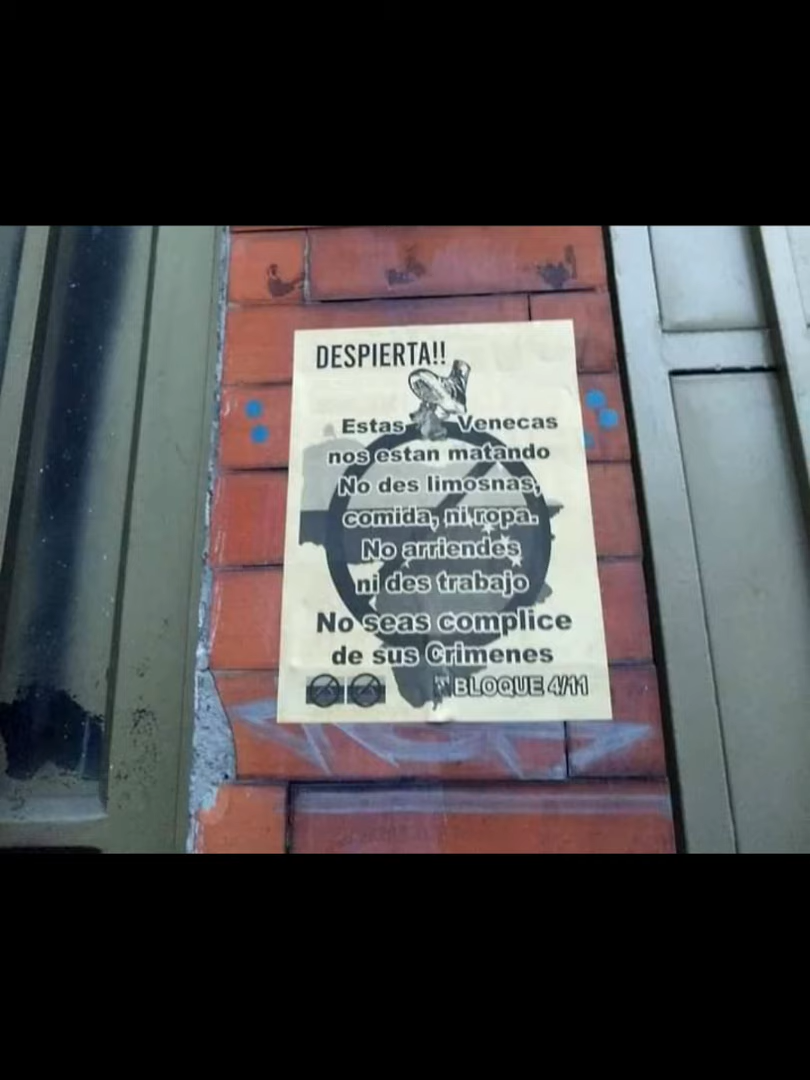 DESPIERTA!!
Estas Venecas
nos estan matando
No des limosnas,
comida, ni ropa.
No arriendes
ni des trabajo
No seas complice
de sus Crimenes
BLOQUE 4/11